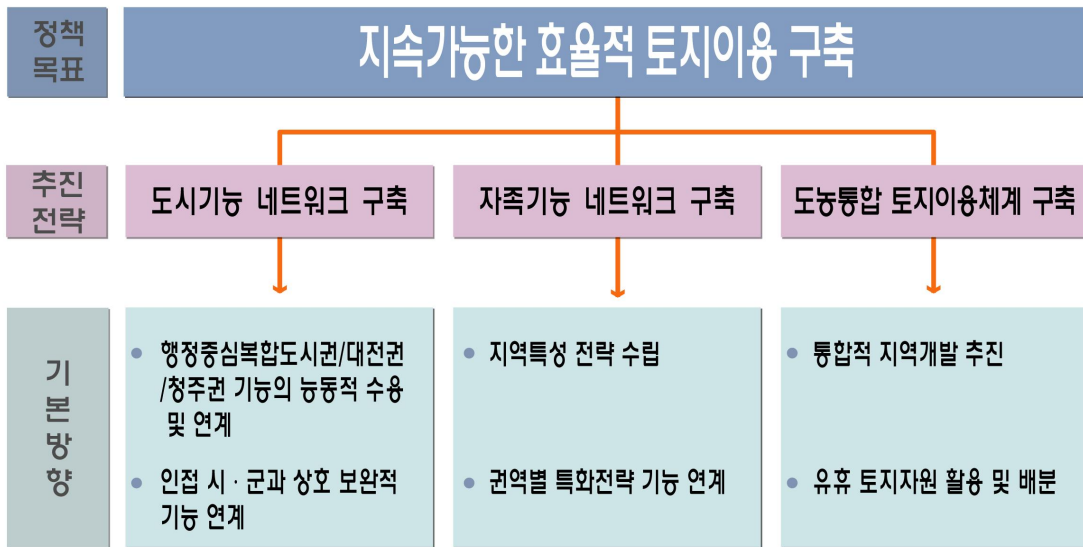 정책
목표
지속가능한 효율적 토지이용 구축
추진
전략
도시기능 네트워크 구축
자족기능 네트워크 구축
도농통합 토지이용체계 구축
기
본
방
향
• 행정중심복합도시권/대전권
/청주권 기능의 능동적 수용
및 연계
• 인접 시·군과 상호 보완적
기능 연계
• 지역특성 전략 수립
• 권역별 특화전략 기능 연계
• 통합적 지역개발 추진
• 유휴 토지자원 활용 및 배분